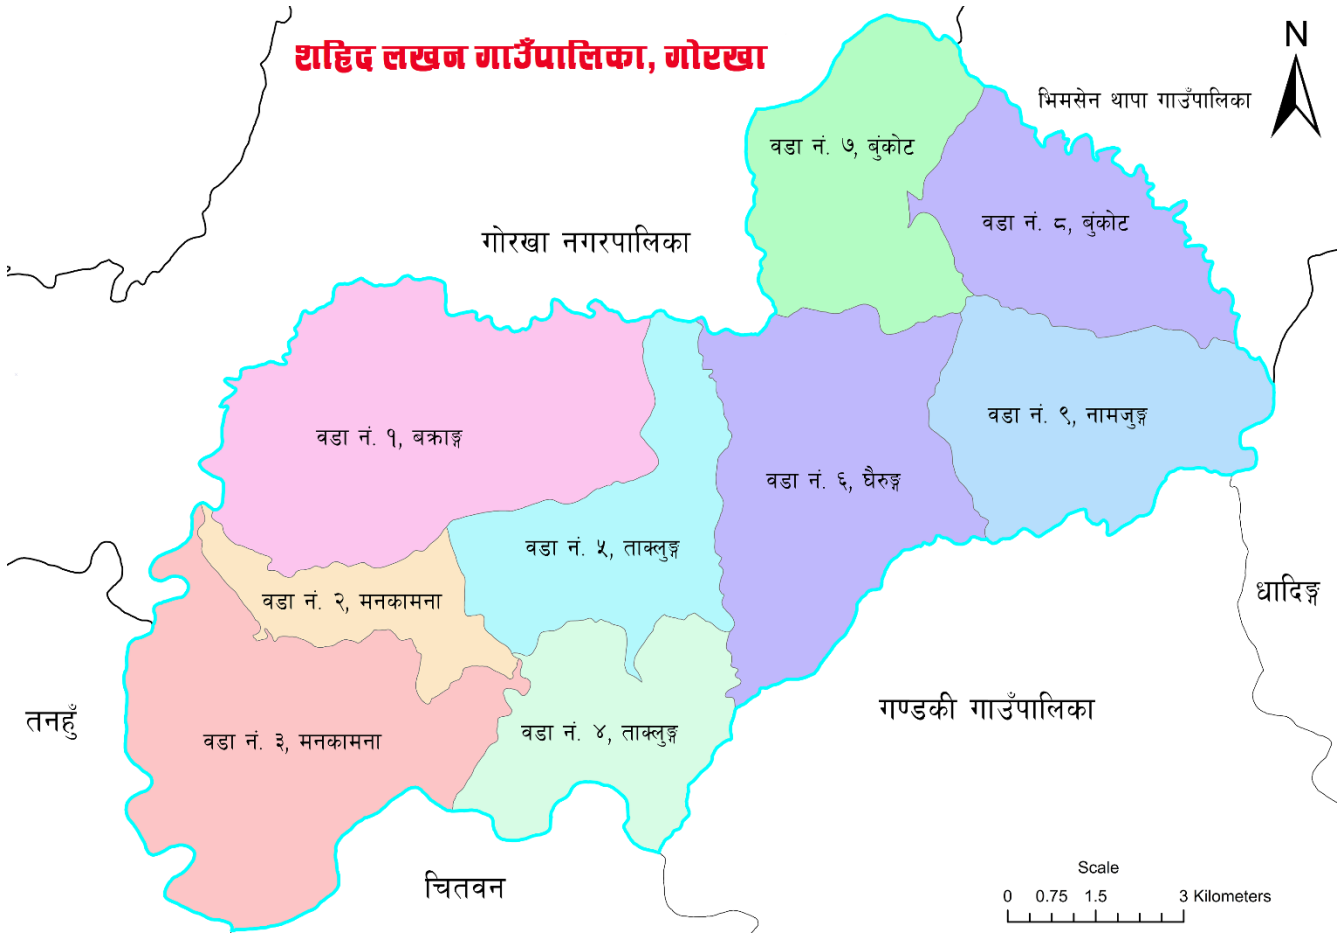 शहिद लखन गाउँपालिका, गोरखा
N
भिमसेन थापा गाउँपालिका
वडा नं. ७, बुंकोट
वडा नं. ८, बुंकोट
गोरखा नगरपालिका
वडा नं. १, बक्राङ्ग
वडा नं. ९, नामजुङ्ग
वडा नं. ६, घैरुङ्ग
वडा नं. ५, ताक्लुङ्ग
वडा नं. २, मनकामना
धादिङ्ग
तनहुँ
गण्डकी गाउँपालिका
वडा नं. ३, मनकामना
वडा नं. ४, ताक्लुङ्ग
चितवन
Scale
0 0.75 1.5 3 Kilometers